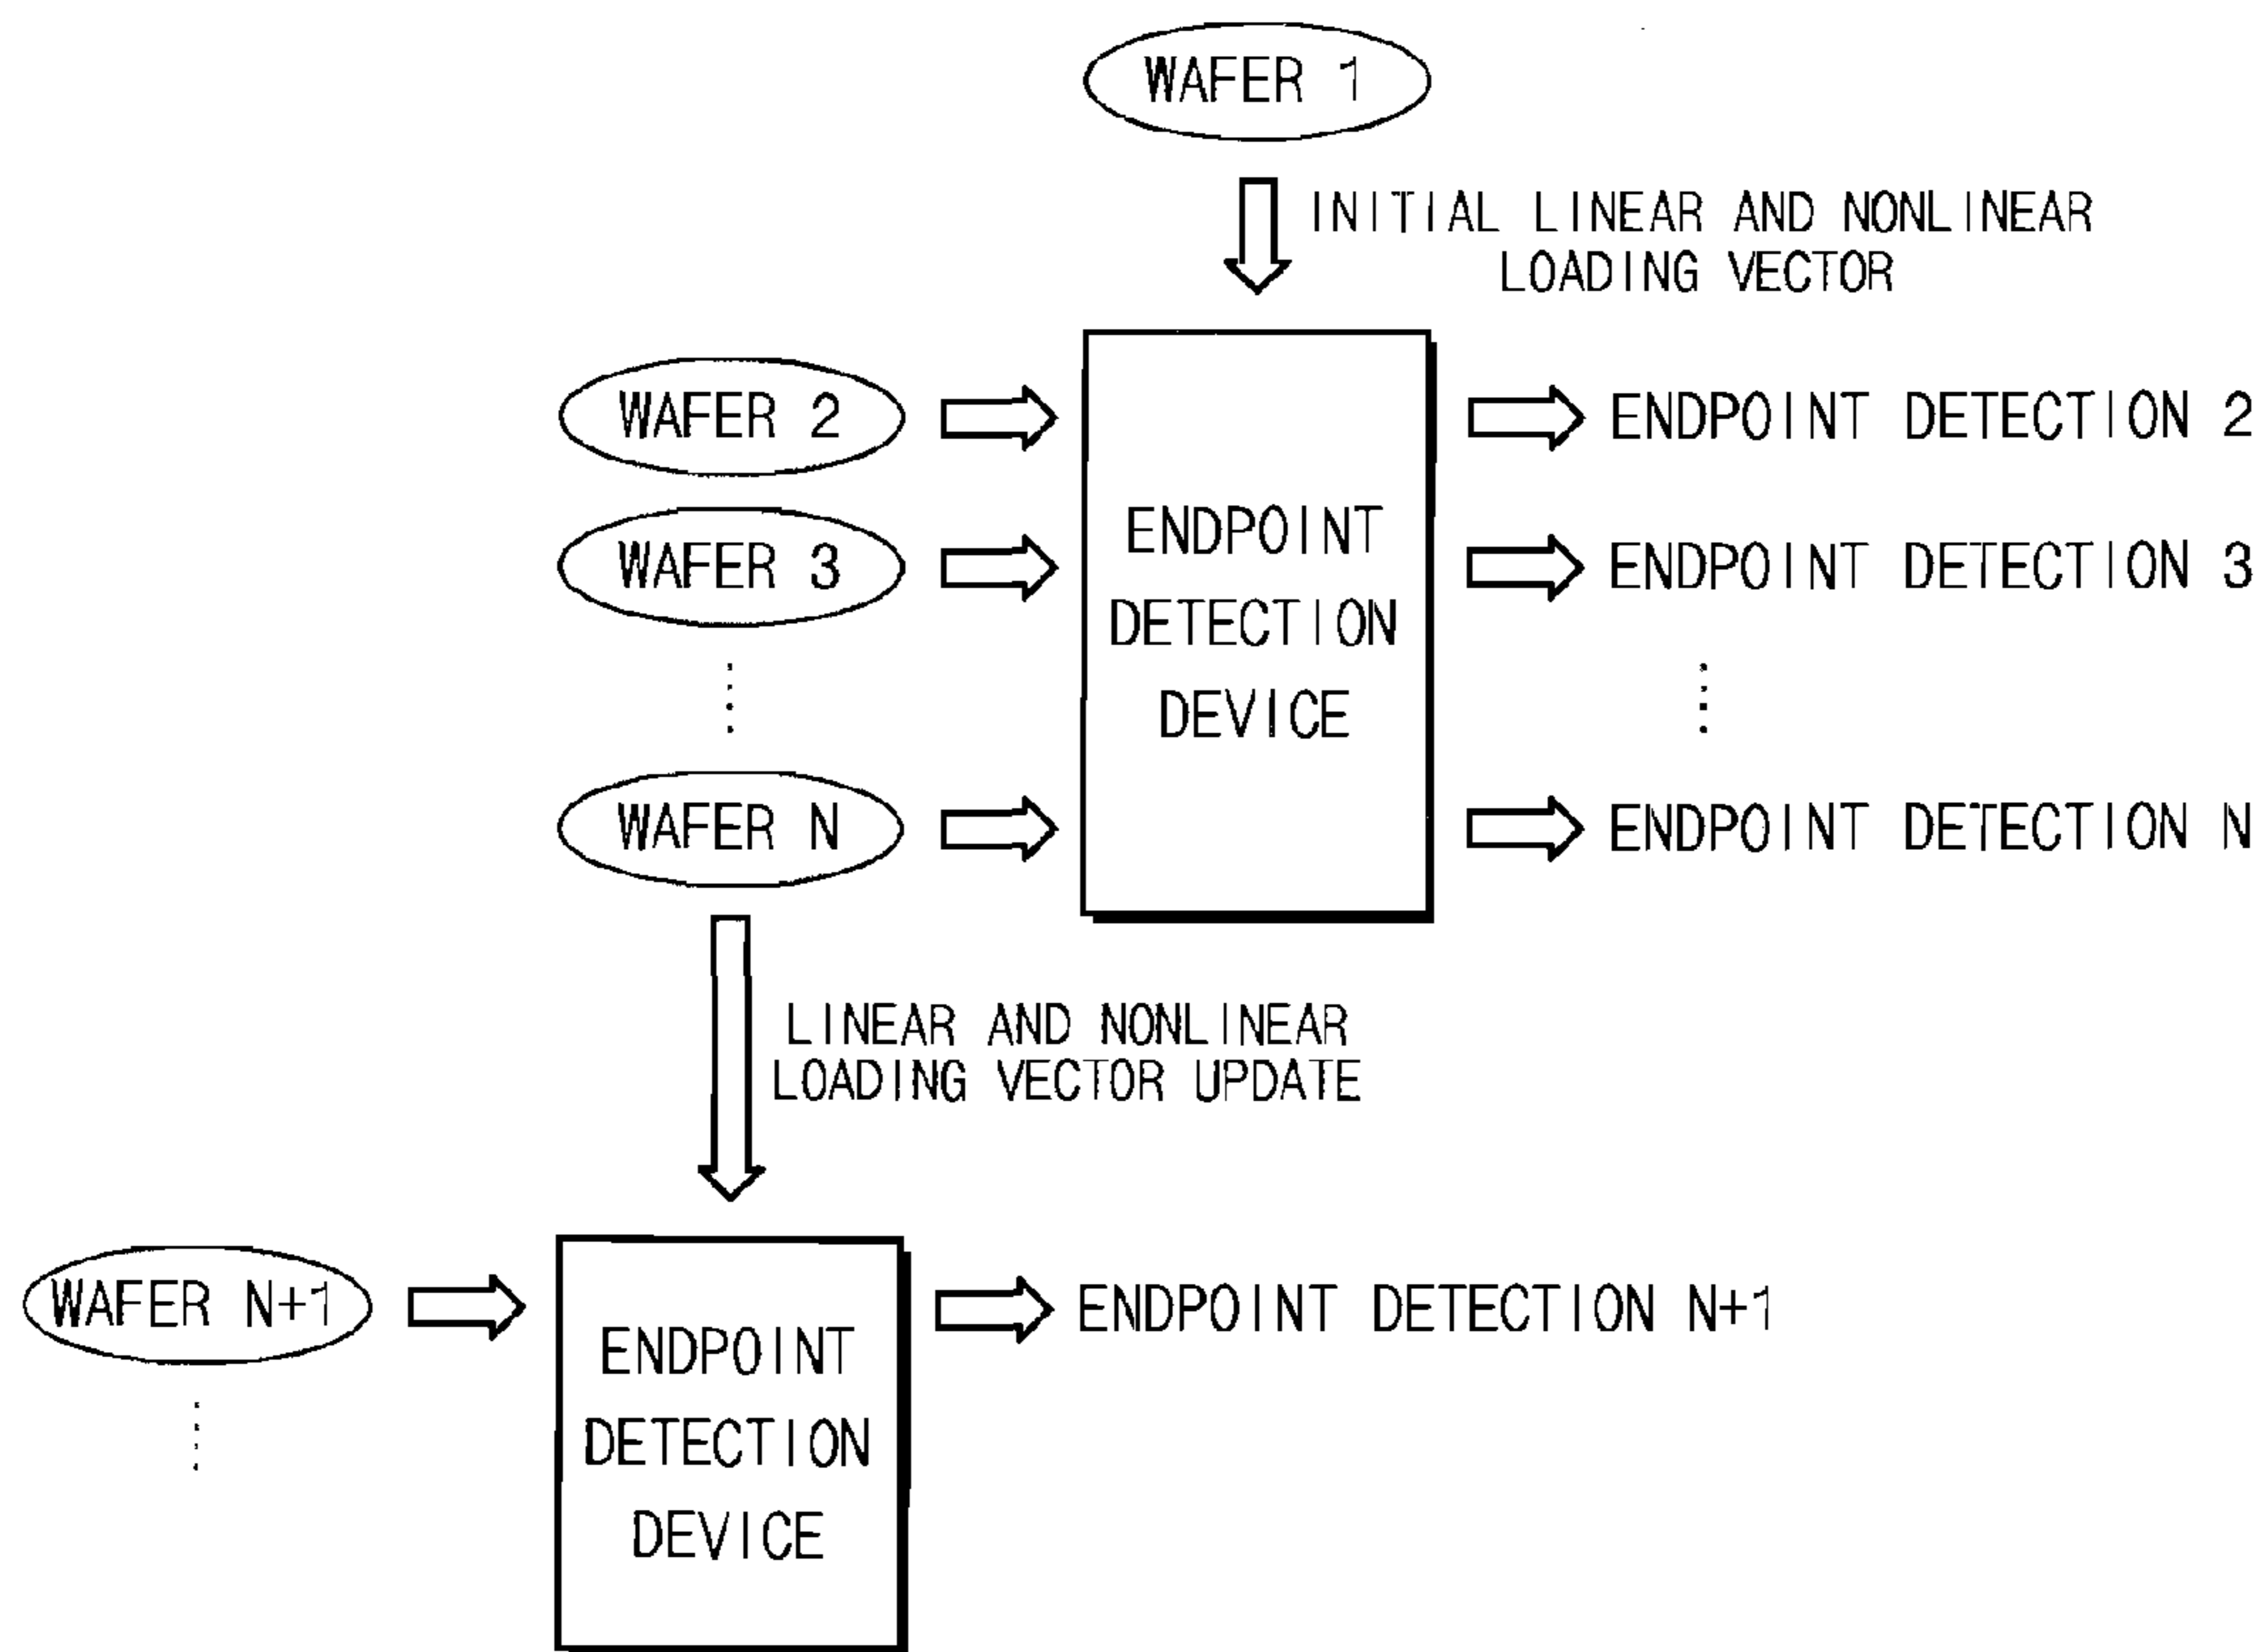 WAFER 1
INITIAL LINEAR AND NONLINEAR
LOADING VECTOR
WAFER 2
ENDPOINT DETECTION 2
WAFER 3
ENDPOINT DETECTION 3
ENDPOINT
DETECTION
DEVICE
WAFER N
ENDPOINT DETECTION N
LINEAR AND NONLINEAR
LOADING VECTOR UPDATE
WAFER N+1
ENDPOINT DETECTION N+1
ENDPOINT
DETECTION
DEVICE